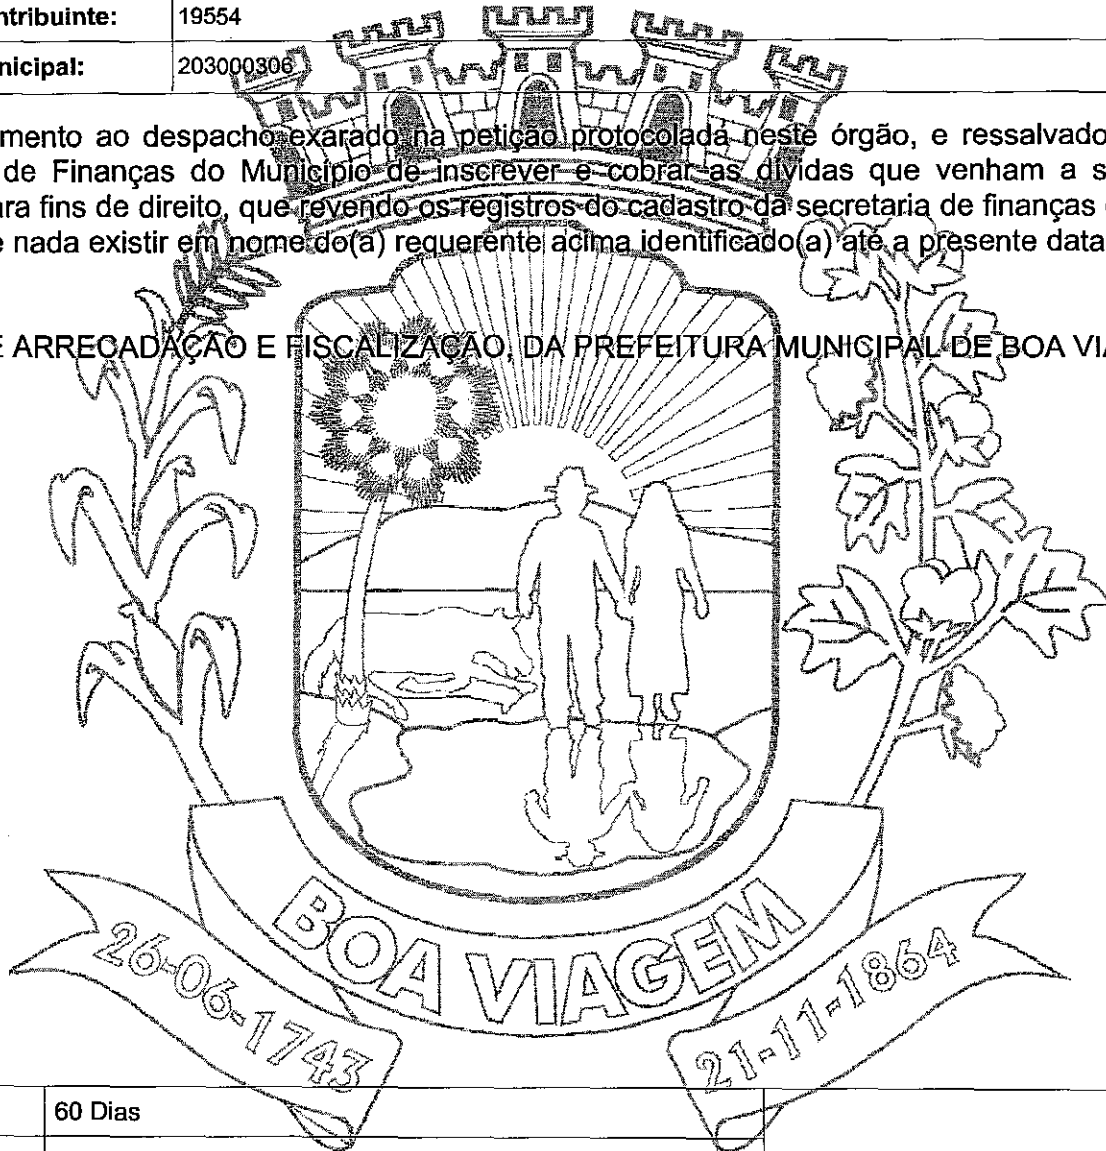 ntribuinte: 19554
nicipal: 203000306
mento ao despacho exarado na petição protocolada neste órgão, e ressalvado
de Finanças do Município de inscrever e cobrar as dívidas que venham a s
ara fins de direito, que revendo os registros do cadastro da secretaria de finanças
e nada existir em nome do(a) requerente acima identificado(a) até a presente data
E ARRECADAÇÃO E FISCALIZAÇÃO, DA PREFEITURA MUNICIPAL DE BOA VIA
BOA VIAGEM
26-06-1743
21-11-1864
60 Dias